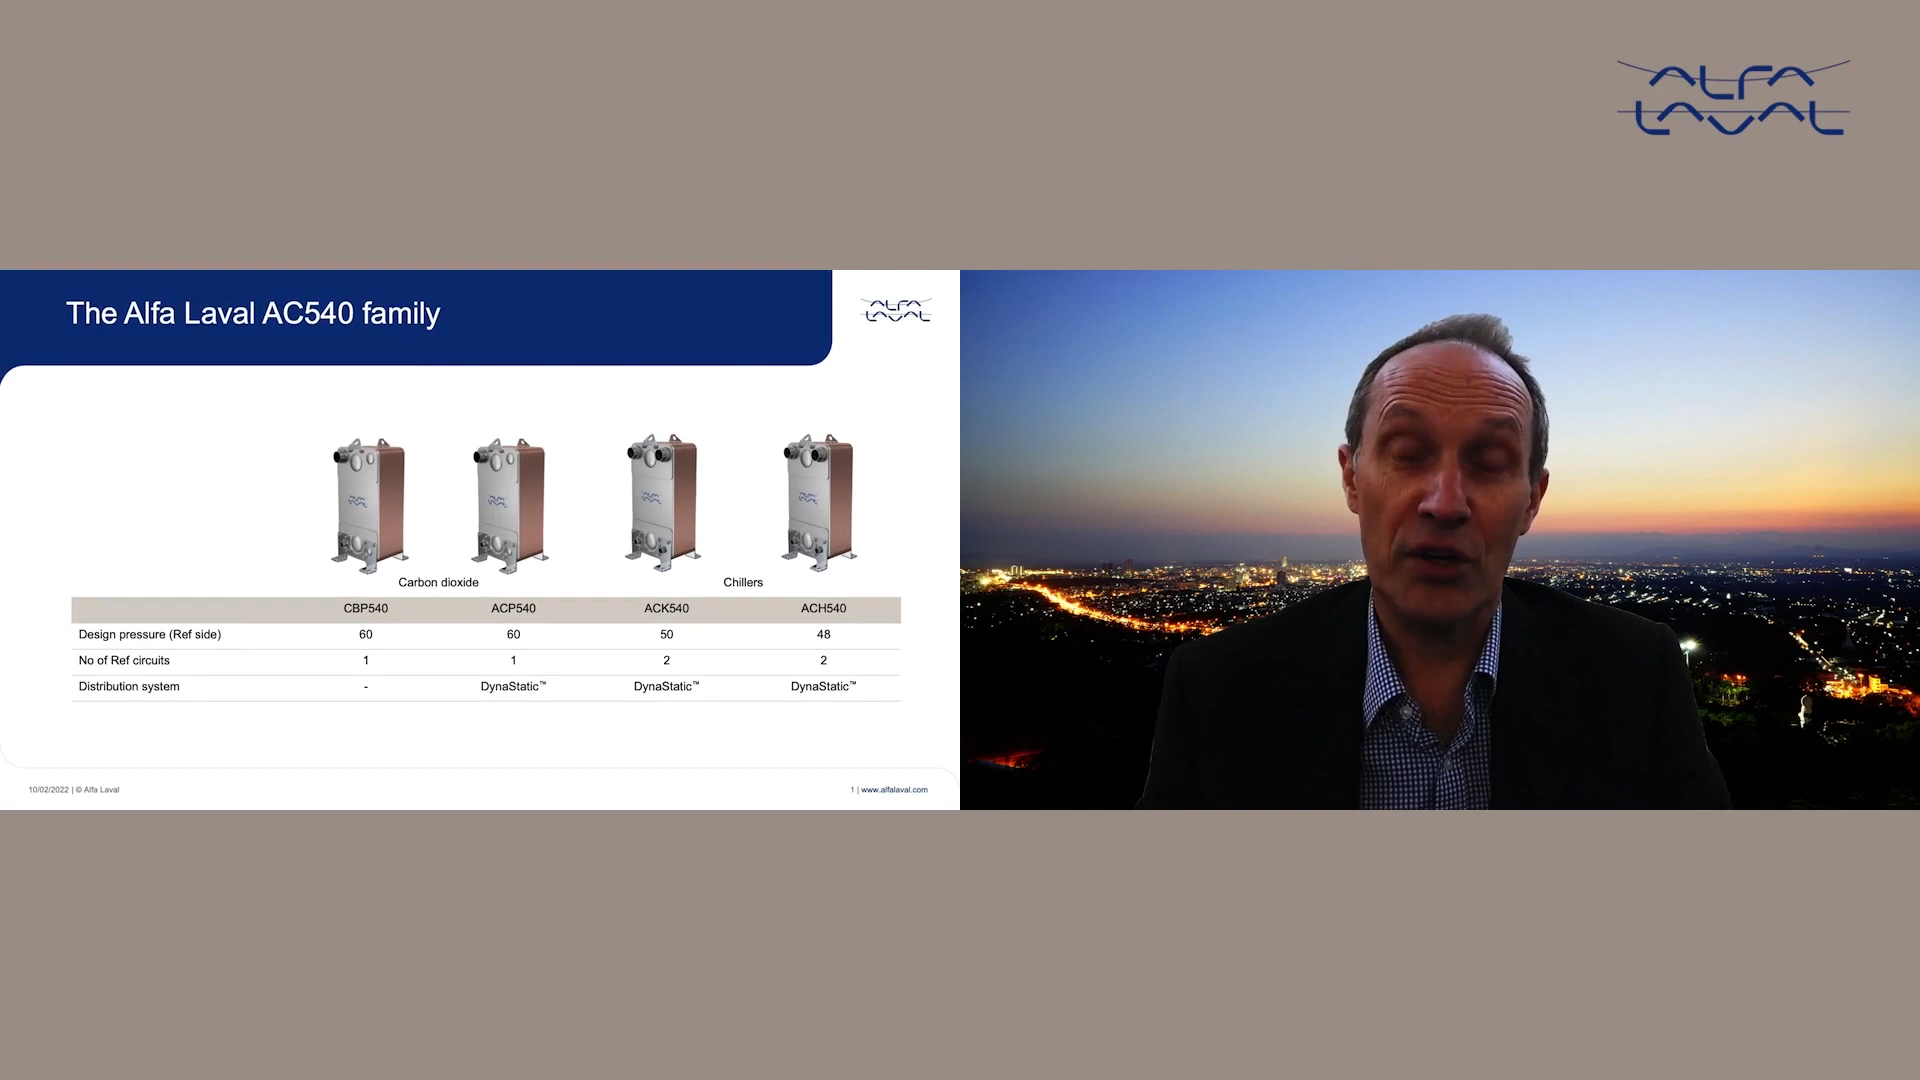 ALFA
LAVAL
The Alfa Laval AC540 family
ALFA
LAVAL
Carbon dioxide Chillers
CBP540 ACP540 ACK540 ACH540
Design pressure (Ref side) 60 60 50 48
No of Ref circuits 1 1 2 2
Distribution system - DynaStatic™ DynaStatic™ DynaStatic™
10/02/2022 | © Alfa Laval 1 | www.alfalaval.com